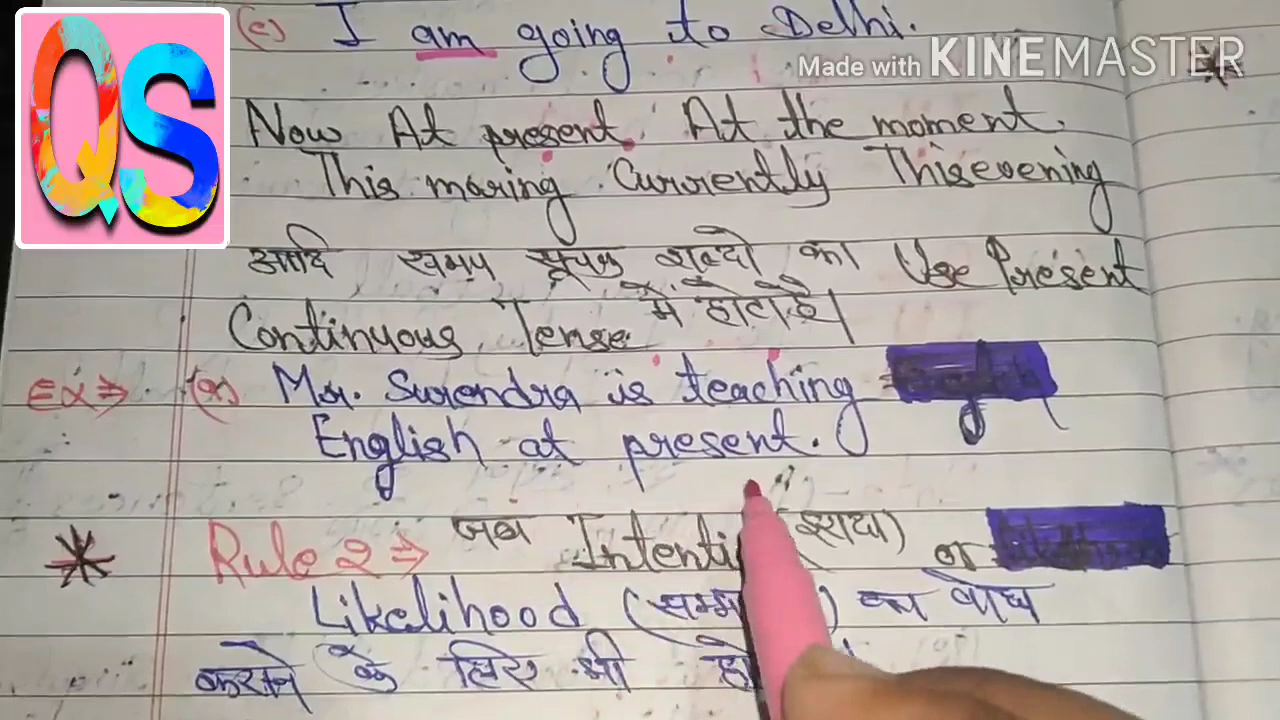 (c) I am going to Delhi.
Made with KINEMASTER
QS
Now At present. At the moment.
This moring Currently This evening
आदि समय सूचक शब्दो का Use Present
Continuous Tense में होता है।
Ex⇒ (a) Mr. Surendra is teaching
English at present.
* Rule 2⇒ जब Intenti (इरादा) or
Likelihood ( ) का बोध
कराने के लिए भी